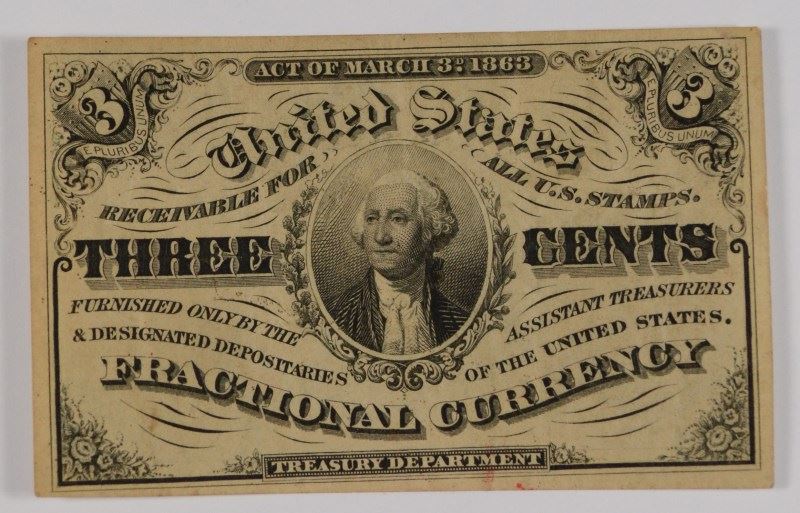 ACT OF MARCH 3D. 1863
3 3
E PLURIBUS UNUM E PLURIBUS UNUM
United States
RECEIVABLE FOR ALL U.S. STAMPS.
THREE CENTS
FURNISHED ONLY BY THE ASSISTANT TREASURERS
& DESIGNATED DEPOSITARIES OF THE UNITED STATES.
FRACTIONAL CURRENCY
TREASURY DEPARTMENT